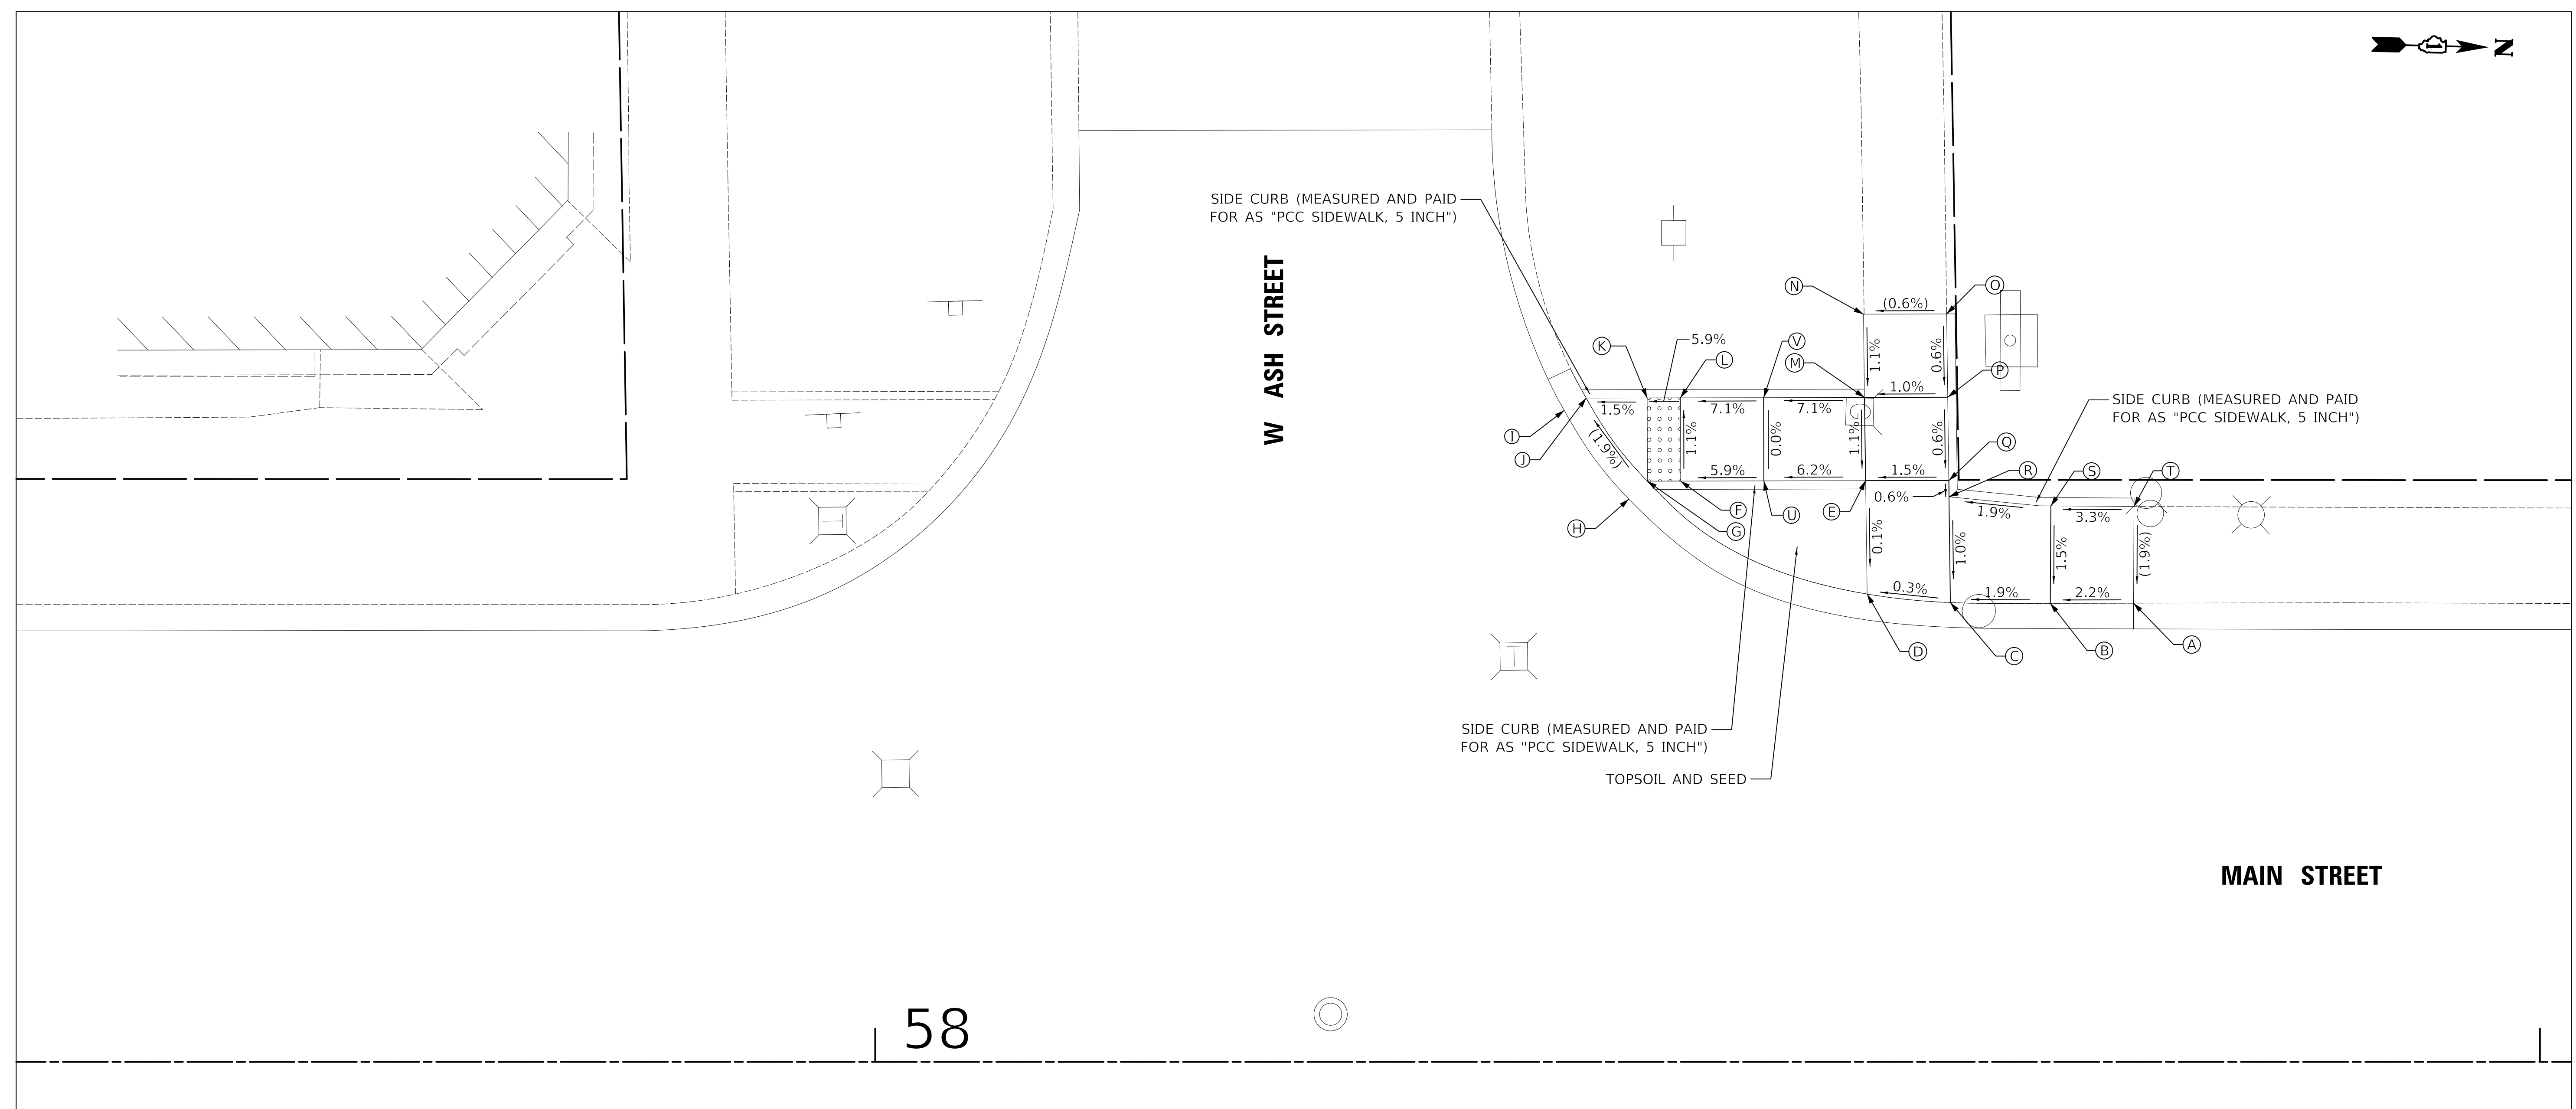 N
SIDE CURB (MEASURED AND PAID
FOR AS "PCC SIDEWALK, 5 INCH")
W ASH STREET
N
O
(0.6%)
K
5.9%
L
V
M
1.1%
0.6%
P
1.0%
1.5%
7.1%
7.1%
SIDE CURB (MEASURED AND PAID
FOR AS "PCC SIDEWALK, 5 INCH")
I
J
(1.9%)
1.1%
0.0%
1.1%
0.6%
Q
5.9%
6.2%
1.5%
R
S
T
0.6%
F
U
E
G
H
1.9%
3.3%
0.1%
1.0%
1.5%
(1.9%)
0.3%
1.9%
2.2%
D
C
B
A
SIDE CURB (MEASURED AND PAID
FOR AS "PCC SIDEWALK, 5 INCH")
TOPSOIL AND SEED
MAIN STREET
58